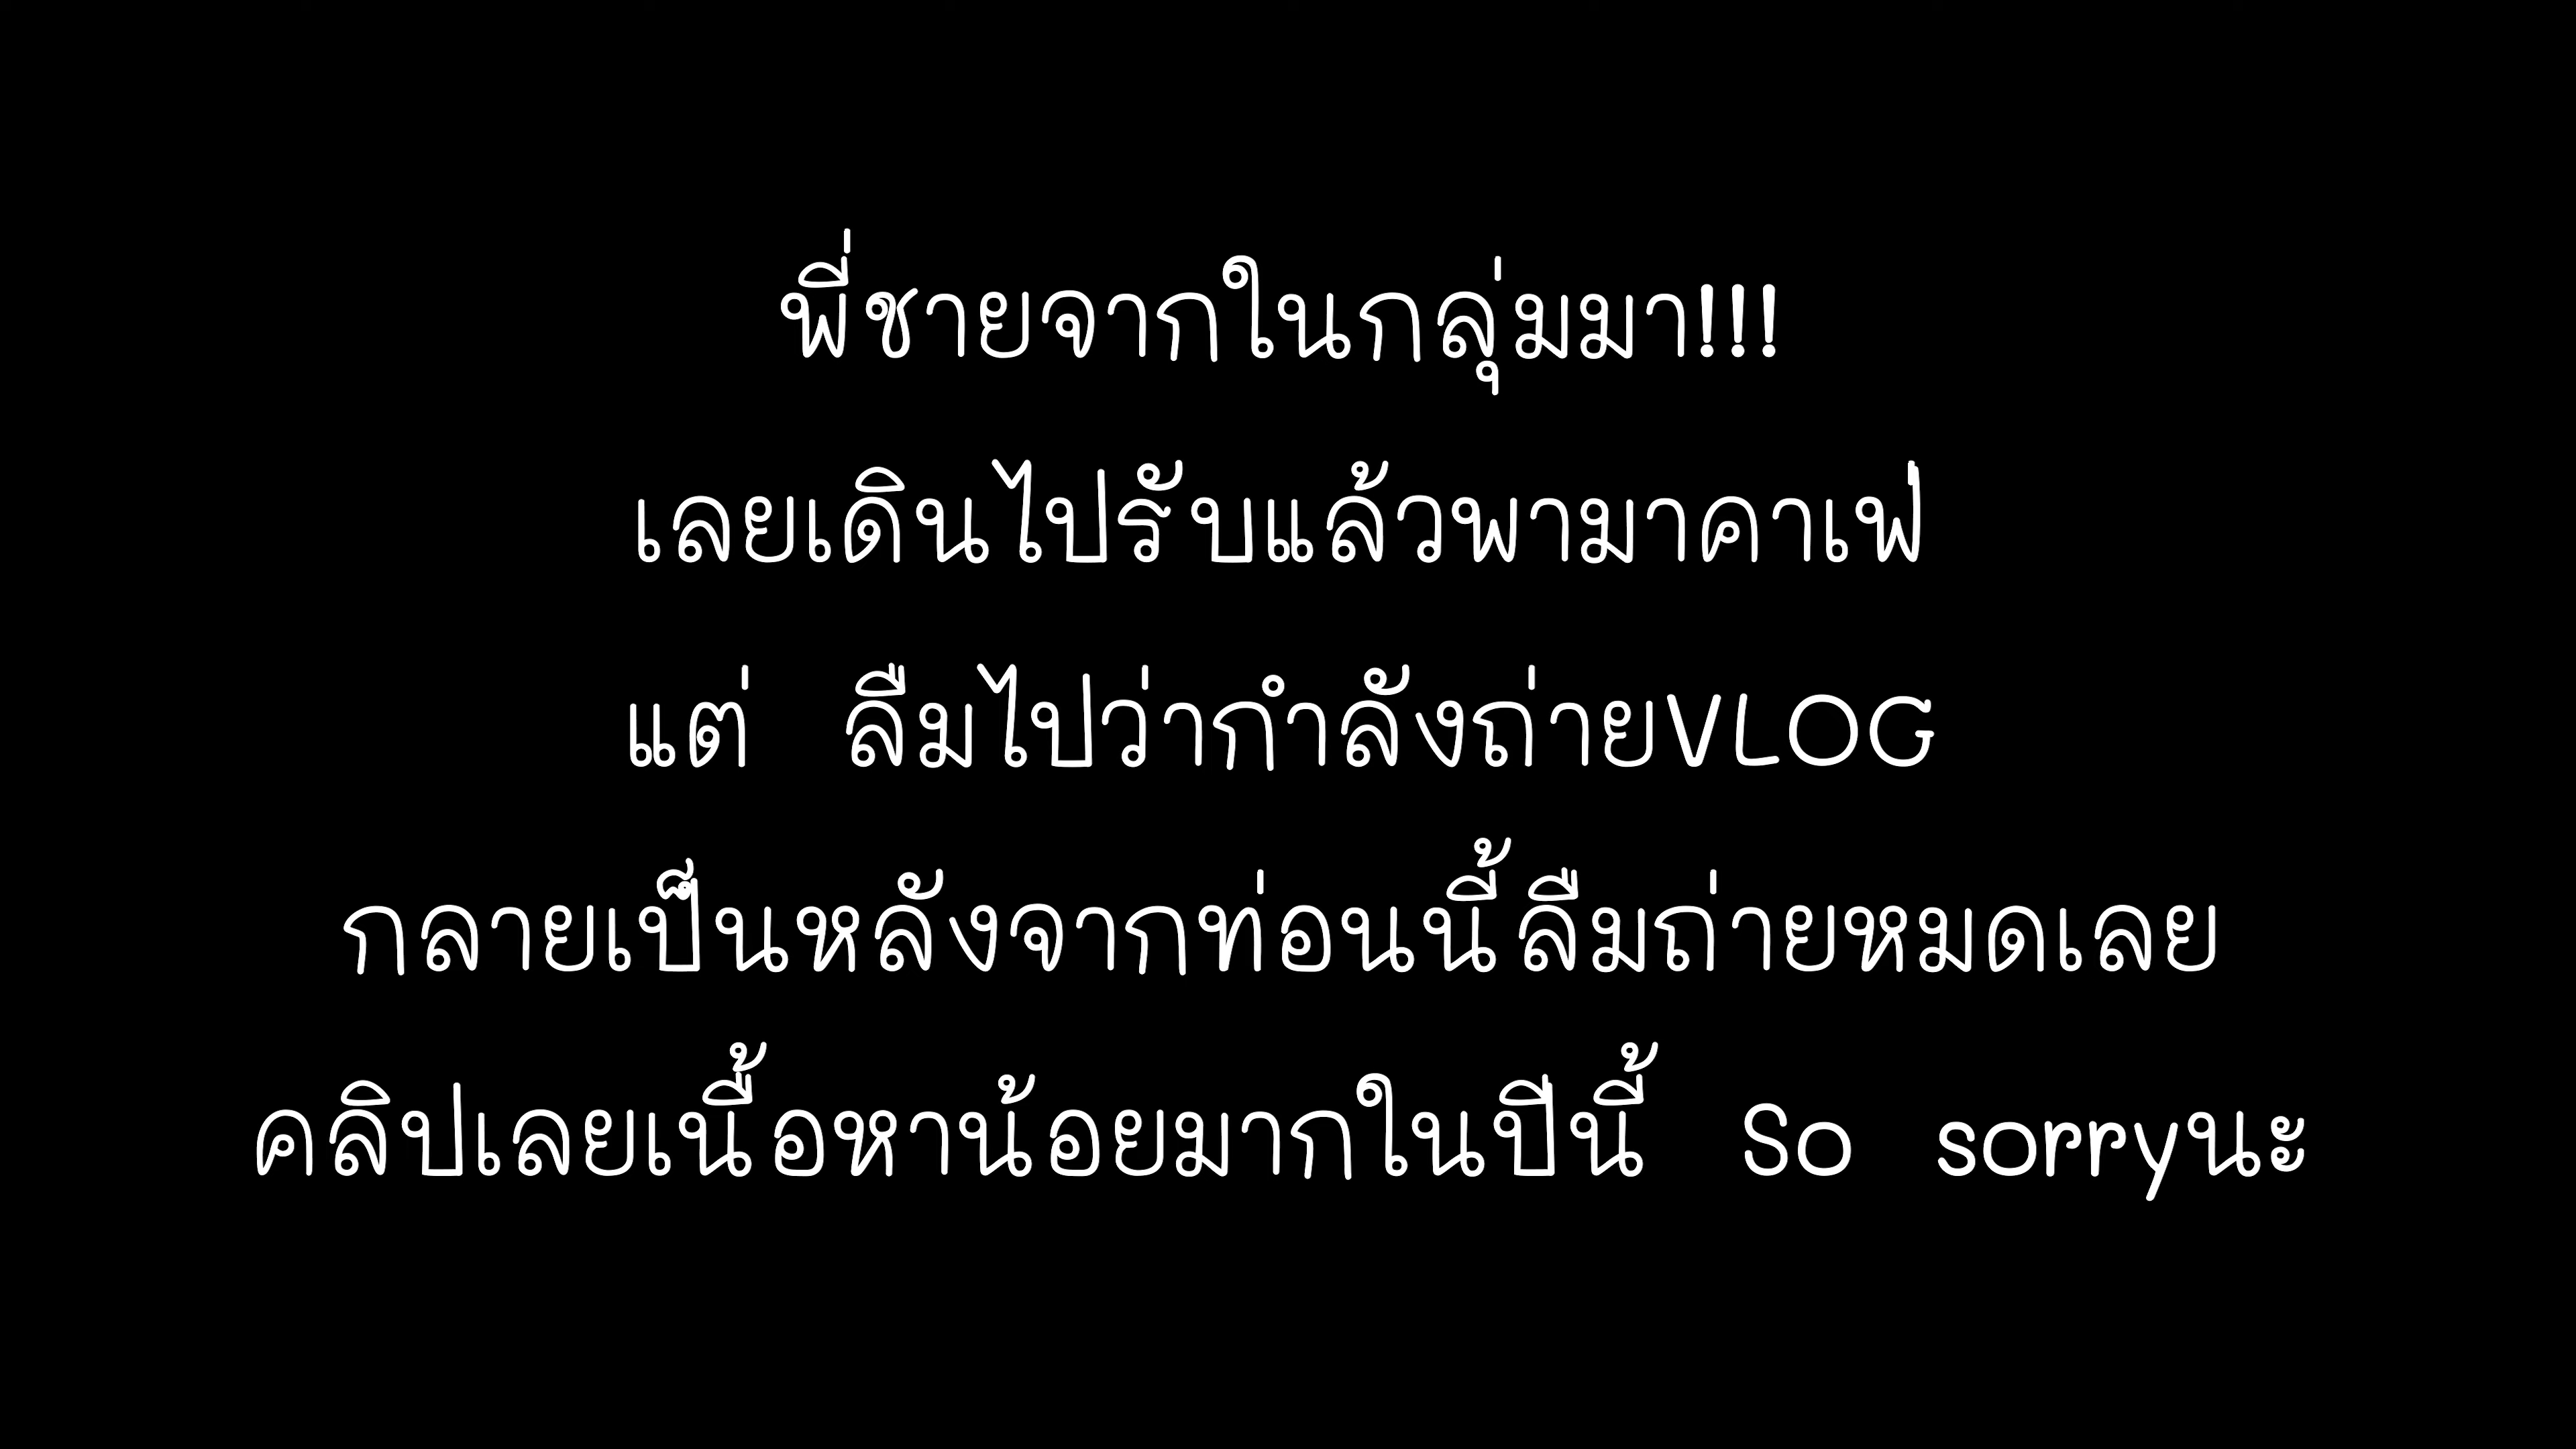 พี่ชายจากในกลุ่มมา!!!
เลยเดินไปรับแล้วพามาคาเฟ่
แต่ ลืมไปว่ากำลังถ่ายVLOG
กลายเป็นหลังจากท่อนนี้ลืมถ่ายหมดเลย
คลิปเลยเนื้อหาน้อยมากในปีนี้ So sorryนะ